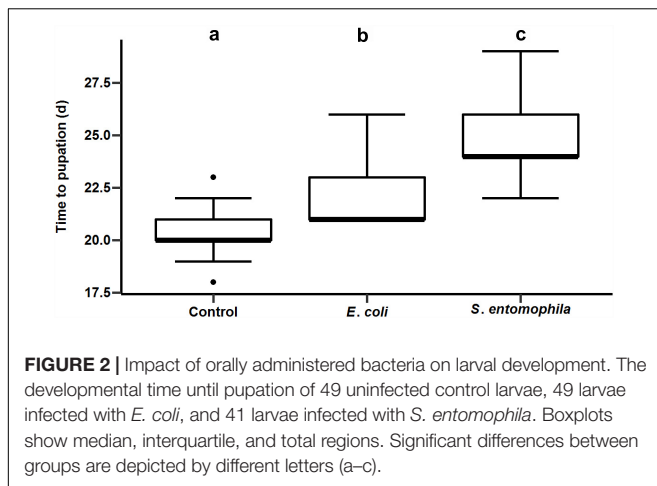 a b c
Time to pupation (d)
27.5
25.0
22.5
20.0
17.5
Control E. coli S. entomophila
FIGURE 2 | Impact of orally administered bacteria on larval development. The
developmental time until pupation of 49 uninfected control larvae, 49 larvae
infected with E. coli, and 41 larvae infected with S. entomophila. Boxplots
show median, interquartile, and total regions. Significant differences between
groups are depicted by different letters (a–c).